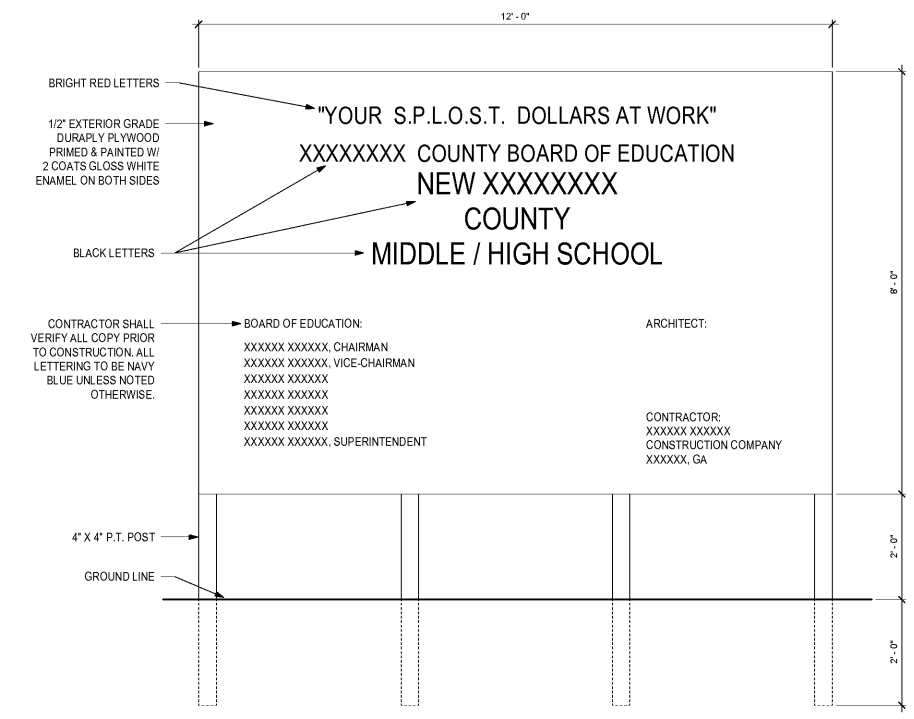 12' - 0"
BRIGHT RED LETTERS
"YOUR S.P.L.O.S.T. DOLLARS AT WORK"
1/2" EXTERIOR GRADE
DURAPLY PLYWOOD
PRIMED & PAINTED W/
2 COATS GLOSS WHITE
ENAMEL ON BOTH SIDES
XXXXXXXX COUNTY BOARD OF EDUCATION
NEW XXXXXXXX
COUNTY
MIDDLE / HIGH SCHOOL
BLACK LETTERS
8' - 0"
CONTRACTOR SHALL
VERIFY ALL COPY PRIOR
TO CONSTRUCTION. ALL
LETTERING TO BE NAVY
BLUE UNLESS NOTED
OTHERWISE.
BOARD OF EDUCATION:
XXXXXX XXXXXX, CHAIRMAN
XXXXXX XXXXXX, VICE-CHAIRMAN
XXXXXX XXXXXX
XXXXXX XXXXXX
XXXXXX XXXXXX
XXXXXX XXXXXX
XXXXXX XXXXXX, SUPERINTENDENT
ARCHITECT:
CONTRACTOR:
XXXXXX XXXXXX
CONSTRUCTION COMPANY
XXXXXX, GA
4" X 4" P.T. POST
2' - 0"
GROUND LINE
2' - 0"